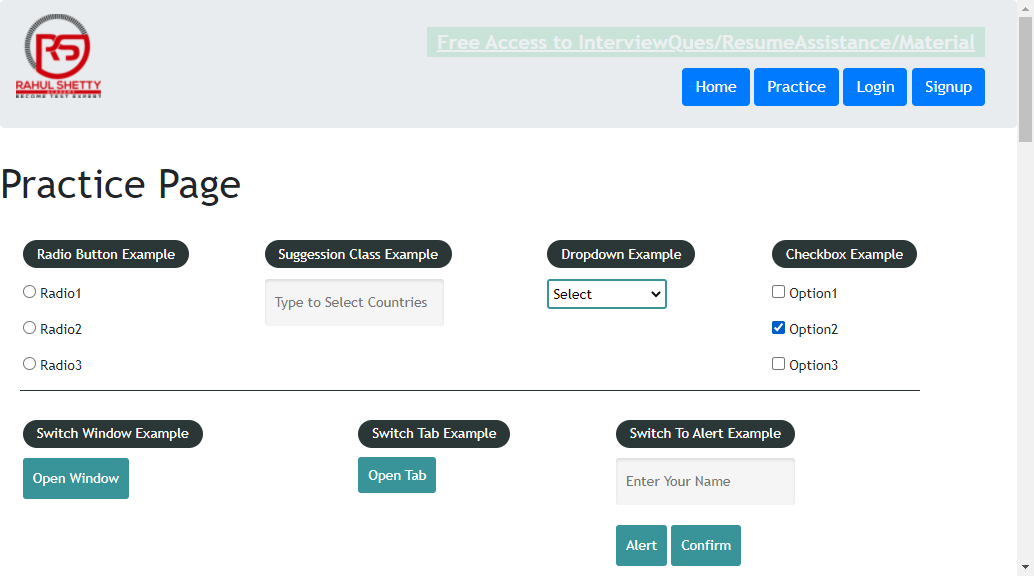 RS
RAHUL SHETTY
ACADEMY
BECOME TEST EXPERT
Free Access to InterviewQues/ResumeAssistance/Material
Home Practice Login Signup
Practice Page
Radio Button Example Suggession Class Example Dropdown Example Checkbox Example
Radio1 Type to Select Countries Select Option1
Radio2 Option2
Radio3 Option3
Switch Window Example Switch Tab Example Switch To Alert Example
Open Window Open Tab Enter Your Name
Alert Confirm